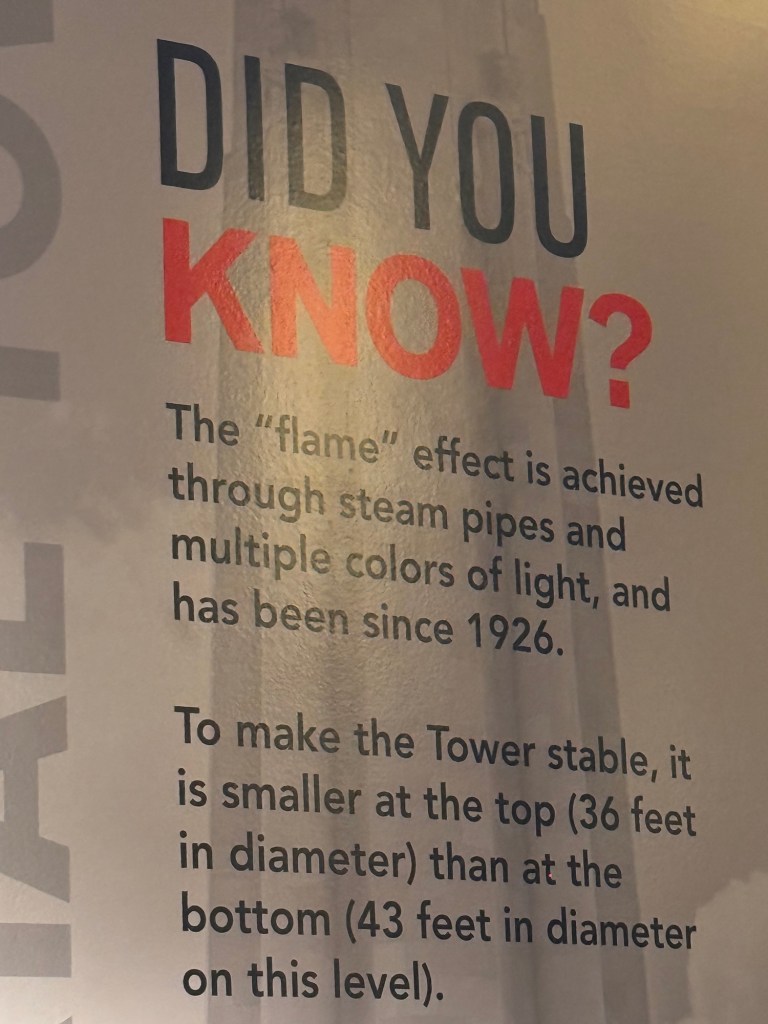 DID YOU
KNOW?
The “flame” effect is achieved
through steam pipes and
multiple colors of light, and
has been since 1926.
To make the Tower stable, it
is smaller at the top (36 feet
in diameter) than at the
bottom (43 feet in diameter
on this level).